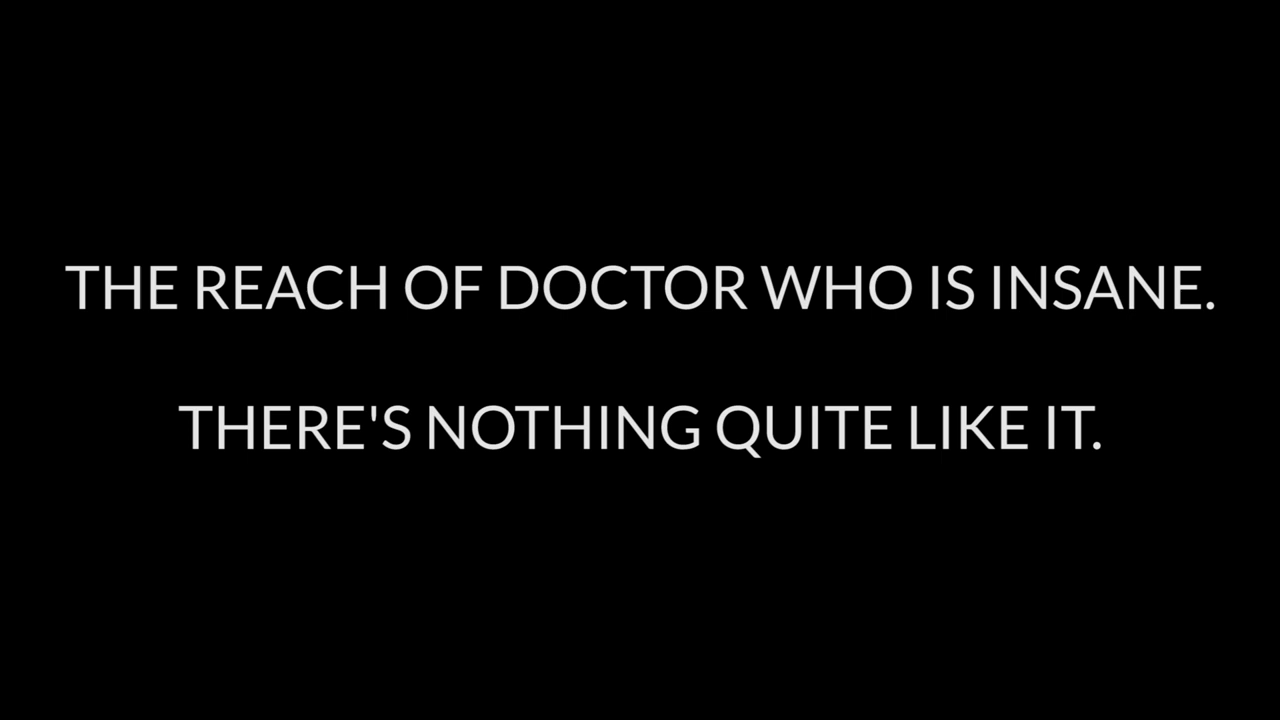 THE REACH OF DOCTOR WHO IS INSANE.
THERE'S NOTHING QUITE LIKE IT.